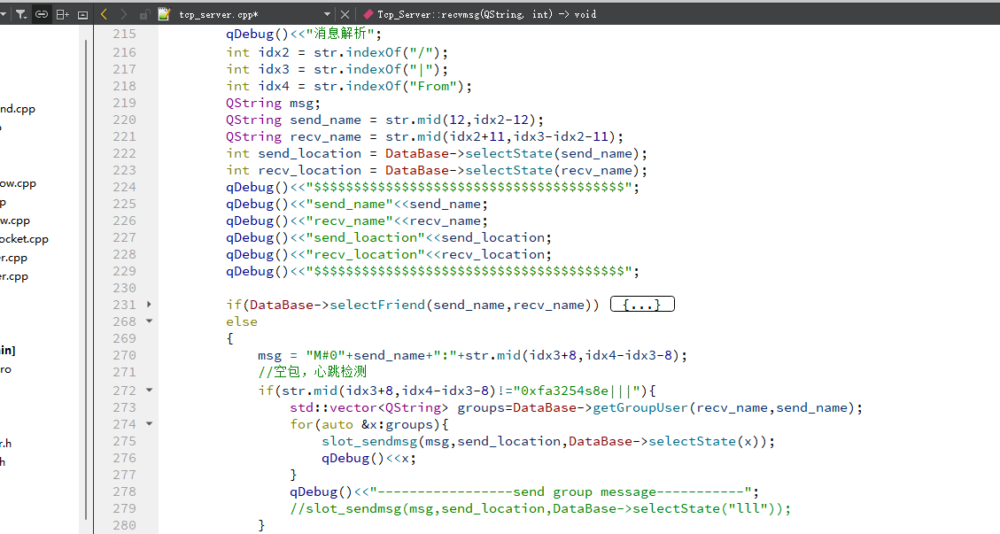 tcp_server.cpp*
Tcp_Server::recvmsg(QString, int) -> void
nd.cpp
ow.cpp
p
w.cpp
ocket.cpp
er.cpp
er.cpp
in]
ro
r.h
h
215 qDebug()<<"消息解析";
216 int idx2 = str.indexOf("/");
217 int idx3 = str.indexOf("|");
218 int idx4 = str.indexOf("From");
219 QString msg;
220 QString send_name = str.mid(12,idx2-12);
221 QString recv_name = str.mid(idx2+11,idx3-idx2-11);
222 int send_location = DataBase->selectState(send_name);
223 int recv_location = DataBase->selectState(recv_name);
224 qDebug()<<"$$$$$$$$$$$$$$$$$$$$$$$$$$$$$$$$$$$$$$$";
225 qDebug()<<"send_name"<<send_name;
226 qDebug()<<"recv_name"<<recv_name;
227 qDebug()<<"send_loaction"<<send_location;
228 qDebug()<<"recv_location"<<recv_location;
229 qDebug()<<"$$$$$$$$$$$$$$$$$$$$$$$$$$$$$$$$$$$$$$$";
230
231 if(DataBase->selectFriend(send_name,recv_name)) {...}
268 else
269 {
270 msg = "M#0"+send_name+":"+str.mid(idx3+8,idx4-idx3-8);
271 //空包，心跳检测
272 if(str.mid(idx3+8,idx4-idx3-8)!="0xfa3254s8e|||"){
273 std::vector<QString> groups=DataBase->getGroupUser(recv_name,send_name);
274 for(auto &x:groups){
275 slot_sendmsg(msg,send_location,DataBase->selectState(x));
276 qDebug()<<x;
277 }
278 qDebug()<<"-----------------send group message-----------";
279 //slot_sendmsg(msg,send_location,DataBase->selectState("lll"));
280 }